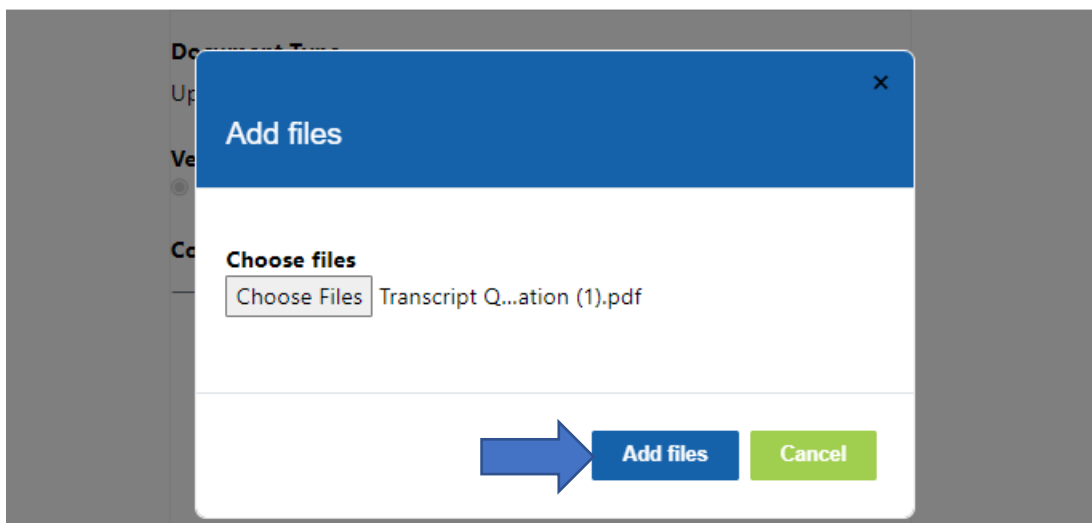 Add files
Choose files
Choose Files Transcript Q...ation (1).pdf
Add files Cancel